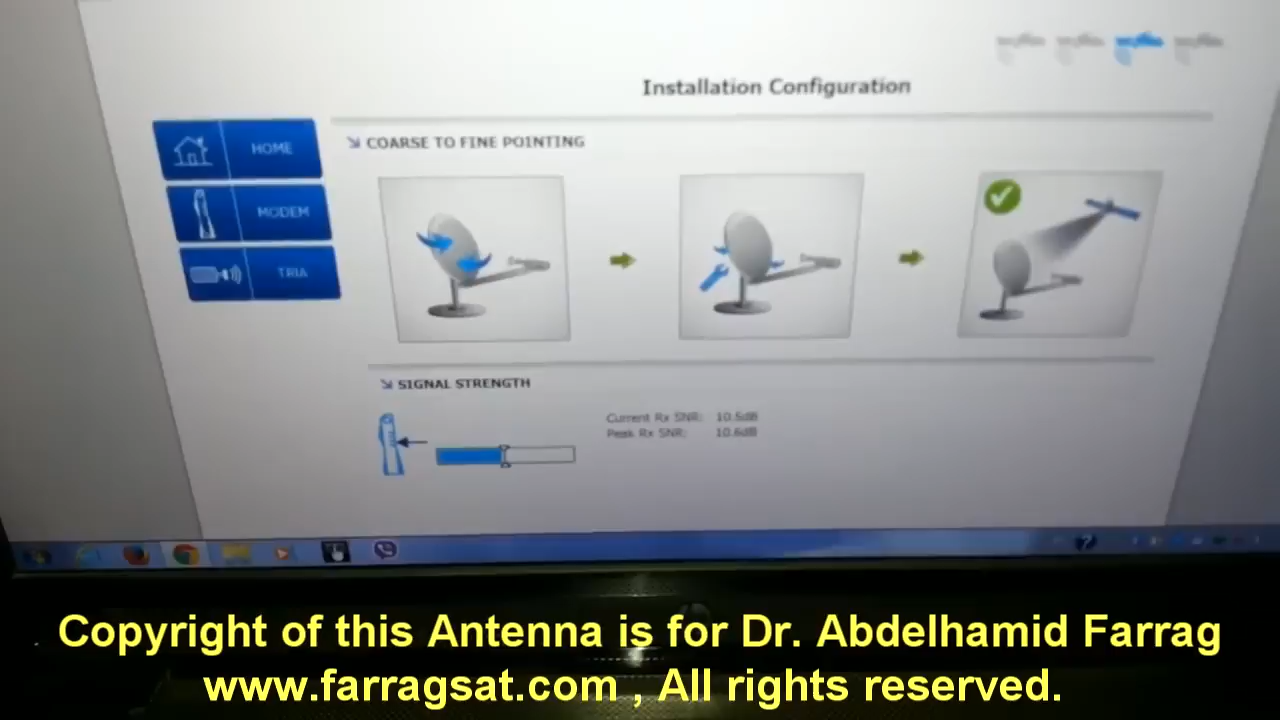 Installation Configuration
HOME
MODEM
TRIA
COARSE TO FINE POINTING
SIGNAL STRENGTH
Current Rx SNR: 10.5dB
Peak Rx SNR: 10.6dB
Copyright of this Antenna is for Dr. Abdelhamid Farrag
www.farragsat.com , All rights reserved.